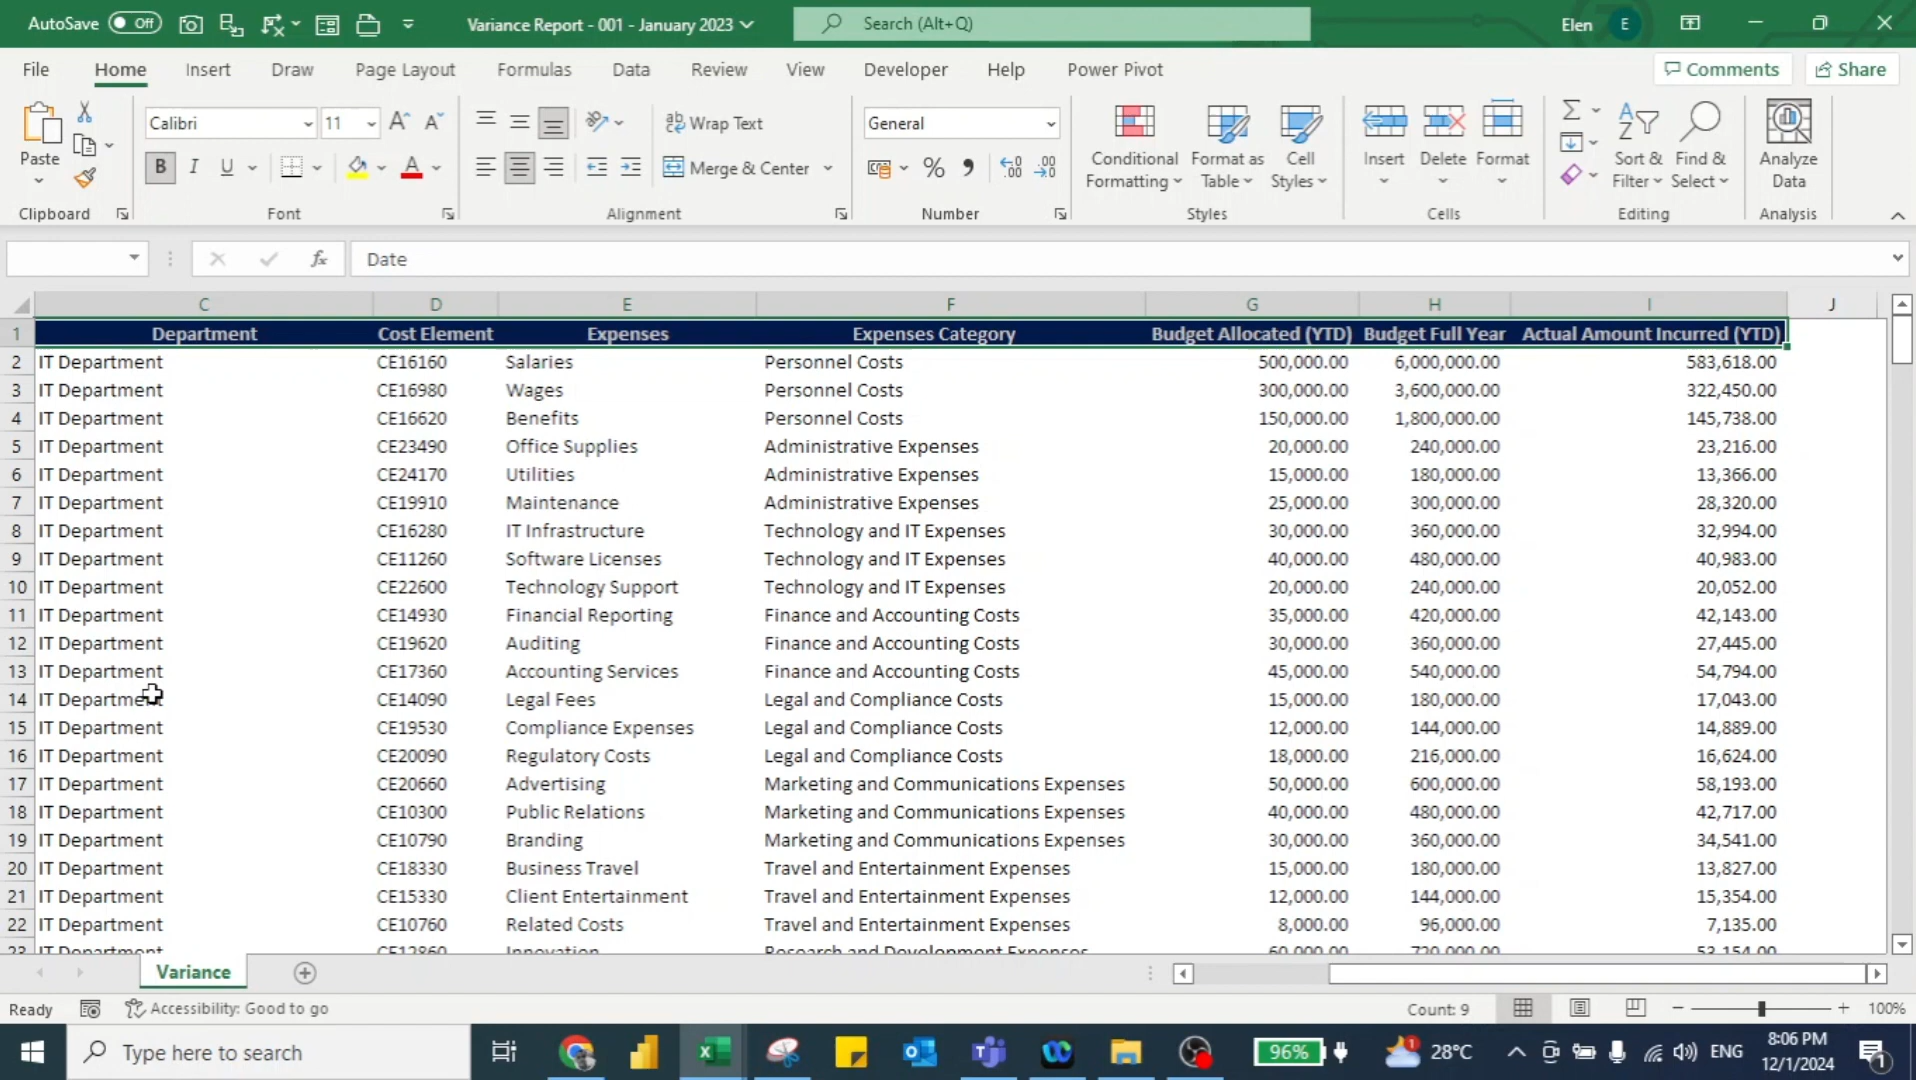 AutoSave Off Variance Report - 001 - January 2023 Search (Alt+Q) Elen E
File Home Insert Draw Page Layout Formulas Data Review View Developer Help Power Pivot Comments Share
Calibri 11 Wrap Text General
Paste B I U Merge & Center % Conditional Formatting Format as Table Cell Styles Insert Delete Format Sort & Filter Find & Select Analyze Data
Clipboard Font Alignment Number Styles Cells Editing Analysis
fx Date
C D E F G H I J
1 Department Cost Element Expenses Expenses Category Budget Allocated (YTD) Budget Full Year Actual Amount Incurred (YTD)
2 IT Department CE16160 Salaries Personnel Costs 500,000.00 6,000,000.00 583,618.00
3 IT Department CE16980 Wages Personnel Costs 300,000.00 3,600,000.00 322,450.00
4 IT Department CE16620 Benefits Personnel Costs 150,000.00 1,800,000.00 145,738.00
5 IT Department CE23490 Office Supplies Administrative Expenses 20,000.00 240,000.00 23,216.00
6 IT Department CE24170 Utilities Administrative Expenses 15,000.00 180,000.00 13,366.00
7 IT Department CE19910 Maintenance Administrative Expenses 25,000.00 300,000.00 28,320.00
8 IT Department CE16280 IT Infrastructure Technology and IT Expenses 30,000.00 360,000.00 32,994.00
9 IT Department CE11260 Software Licenses Technology and IT Expenses 40,000.00 480,000.00 40,983.00
10 IT Department CE22600 Technology Support Technology and IT Expenses 20,000.00 240,000.00 20,052.00
11 IT Department CE14930 Financial Reporting Finance and Accounting Costs 35,000.00 420,000.00 42,143.00
12 IT Department CE19620 Auditing Finance and Accounting Costs 30,000.00 360,000.00 27,445.00
13 IT Department CE17360 Accounting Services Finance and Accounting Costs 45,000.00 540,000.00 54,794.00
14 IT Department CE14090 Legal Fees Legal and Compliance Costs 15,000.00 180,000.00 17,043.00
15 IT Department CE19530 Compliance Expenses Legal and Compliance Costs 12,000.00 144,000.00 14,889.00
16 IT Department CE20090 Regulatory Costs Legal and Compliance Costs 18,000.00 216,000.00 16,624.00
17 IT Department CE20660 Advertising Marketing and Communications Expenses 50,000.00 600,000.00 58,193.00
18 IT Department CE10300 Public Relations Marketing and Communications Expenses 40,000.00 480,000.00 42,717.00
19 IT Department CE10790 Branding Marketing and Communications Expenses 30,000.00 360,000.00 34,541.00
20 IT Department CE18330 Business Travel Travel and Entertainment Expenses 15,000.00 180,000.00 13,827.00
21 IT Department CE15330 Client Entertainment Travel and Entertainment Expenses 12,000.00 144,000.00 15,354.00
22 IT Department CE10760 Related Costs Travel and Entertainment Expenses 8,000.00 96,000.00 7,135.00
23 IT Department CE12860 Innovation Research and Development Expenses 60,000.00 720,000.00 53,154.00
Variance
Ready Accessibility: Good to go Count: 9 100%
Type here to search 96% 28°C ENG 8:06 PM
12/1/2024